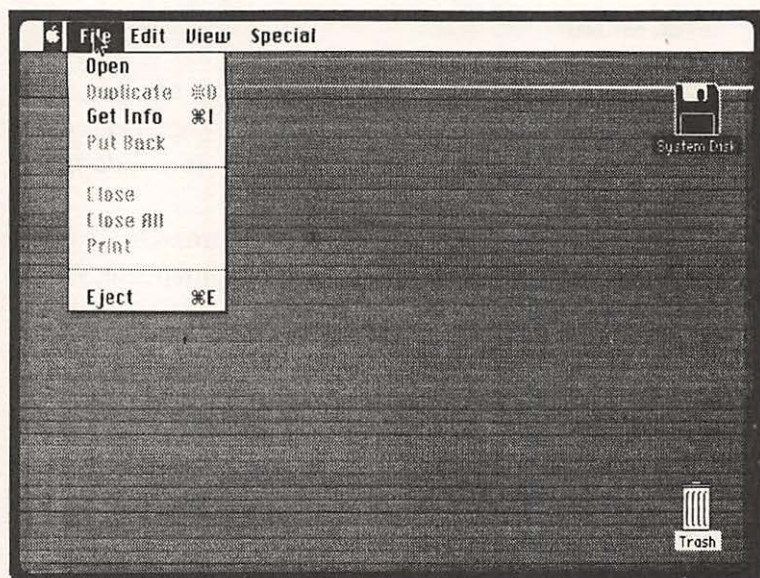 File Edit View Special
Open
Duplicate ⌘D
Get Info ⌘I
Put Back
Close
Close All
Print
Eject ⌘E
System Disk
Trash